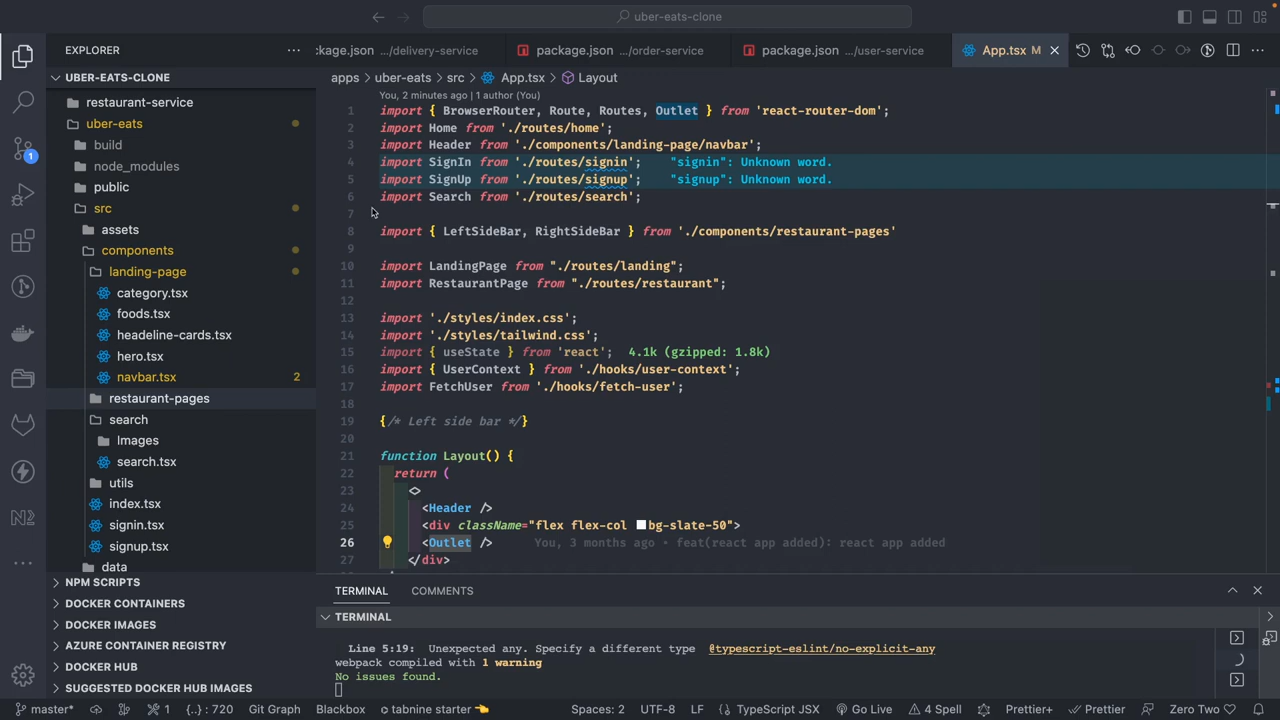 uber-eats-clone
EXPLORER
UBER-EATS-CLONE
restaurant-service
uber-eats
build
node_modules
public
src
assets
components
landing-page
category.tsx
foods.tsx
headeline-cards.tsx
hero.tsx
navbar.tsx 2
restaurant-pages
search
Images
search.tsx
utils
index.tsx
signin.tsx
signup.tsx
data
NPM SCRIPTS
DOCKER CONTAINERS
DOCKER IMAGES
AZURE CONTAINER REGISTRY
DOCKER HUB
SUGGESTED DOCKER HUB IMAGES
ckage.json .../delivery-service package.json .../order-service package.json .../user-service App.tsx M
apps > uber-eats > src > App.tsx > Layout
You, 2 minutes ago | 1 author (You)
1 import { BrowserRouter, Route, Routes, Outlet } from 'react-router-dom';
2 import Home from './routes/home';
3 import Header from './components/landing-page/navbar';
4 import SignIn from './routes/signin'; "signin": Unknown word.
5 import SignUp from './routes/signup'; "signup": Unknown word.
6 import Search from './routes/search';
7
8 import { LeftSideBar, RightSideBar } from './components/restaurant-pages'
9
10 import LandingPage from "./routes/landing";
11 import RestaurantPage from "./routes/restaurant";
12
13 import './styles/index.css';
14 import './styles/tailwind.css';
15 import { useState } from 'react'; 4.1k (gzipped: 1.8k)
16 import { UserContext } from './hooks/user-context';
17 import FetchUser from './hooks/fetch-user';
18
19 {/* Left side bar */}
20
21 function Layout() {
22 return (
23 <>
24 <Header />
25 <div className="flex flex-col bg-slate-50">
26 <Outlet /> You, 3 months ago • feat(react app added): react app added
27 </div>
TERMINAL COMMENTS
TERMINAL
Line 5:19: Unexpected any. Specify a different type @typescript-eslint/no-explicit-any
webpack compiled with 1 warning
No issues found.
master* 1 {..} : 720 Git Graph Blackbox tabnine starter Spaces: 2 UTF-8 LF TypeScript JSX Go Live 4 Spell Prettier+ Prettier Zero Two